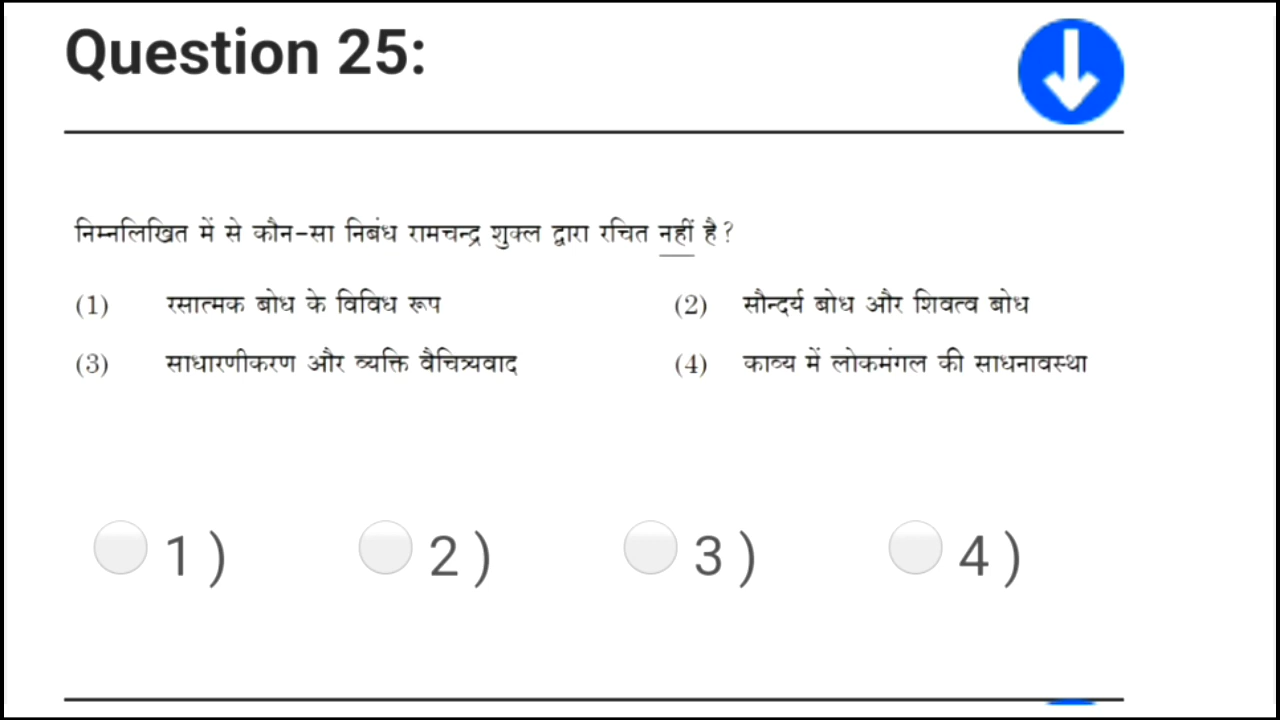 Question 25:
निम्नलिखित में से कौन-सा निबंध रामचन्द्र शुक्ल द्वारा रचित नहीं है?
(1) रसात्मक बोध के विविध रूप (2) सौन्दर्य बोध और शिवत्व बोध
(3) साधारणीकरण और व्यक्ति वैचित्र्यवाद (4) काव्य में लोकमंगल की साधनावस्था
1 ) 2 ) 3 ) 4 )